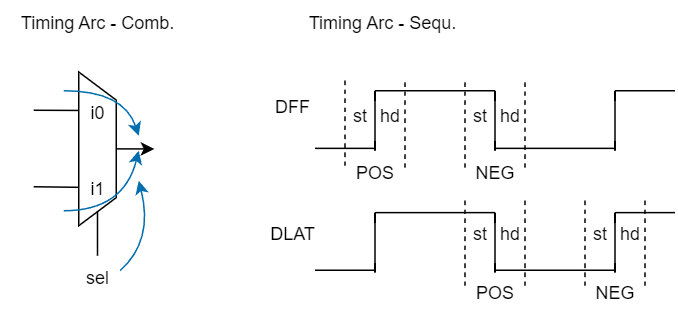 Timing Arc - Comb.
Timing Arc - Sequ.
i0
i1
sel
DFF
st hd
st hd
POS
NEG
DLAT
st hd
st hd
POS
NEG